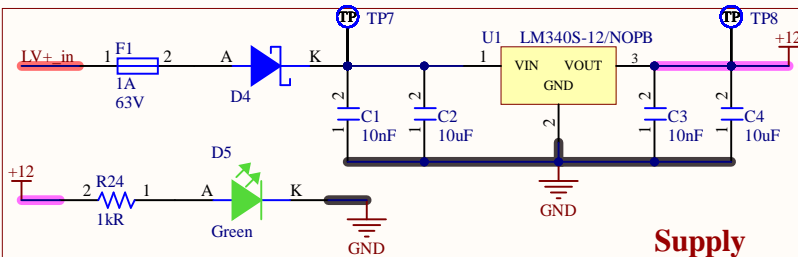 TP TP7
TP TP8
U1 LM340S-12/NOPB
+12
LV+_in
F1
1 2
1A
63V
A K
D4
1 VIN VOUT 3
GND
2
2 C1
1 10nF
2 C2
1 10uF
2 C3
1 10nF
2 C4
1 10uF
GND
+12
2 R24 1
1kR
D5
A K
Green
GND
Supply